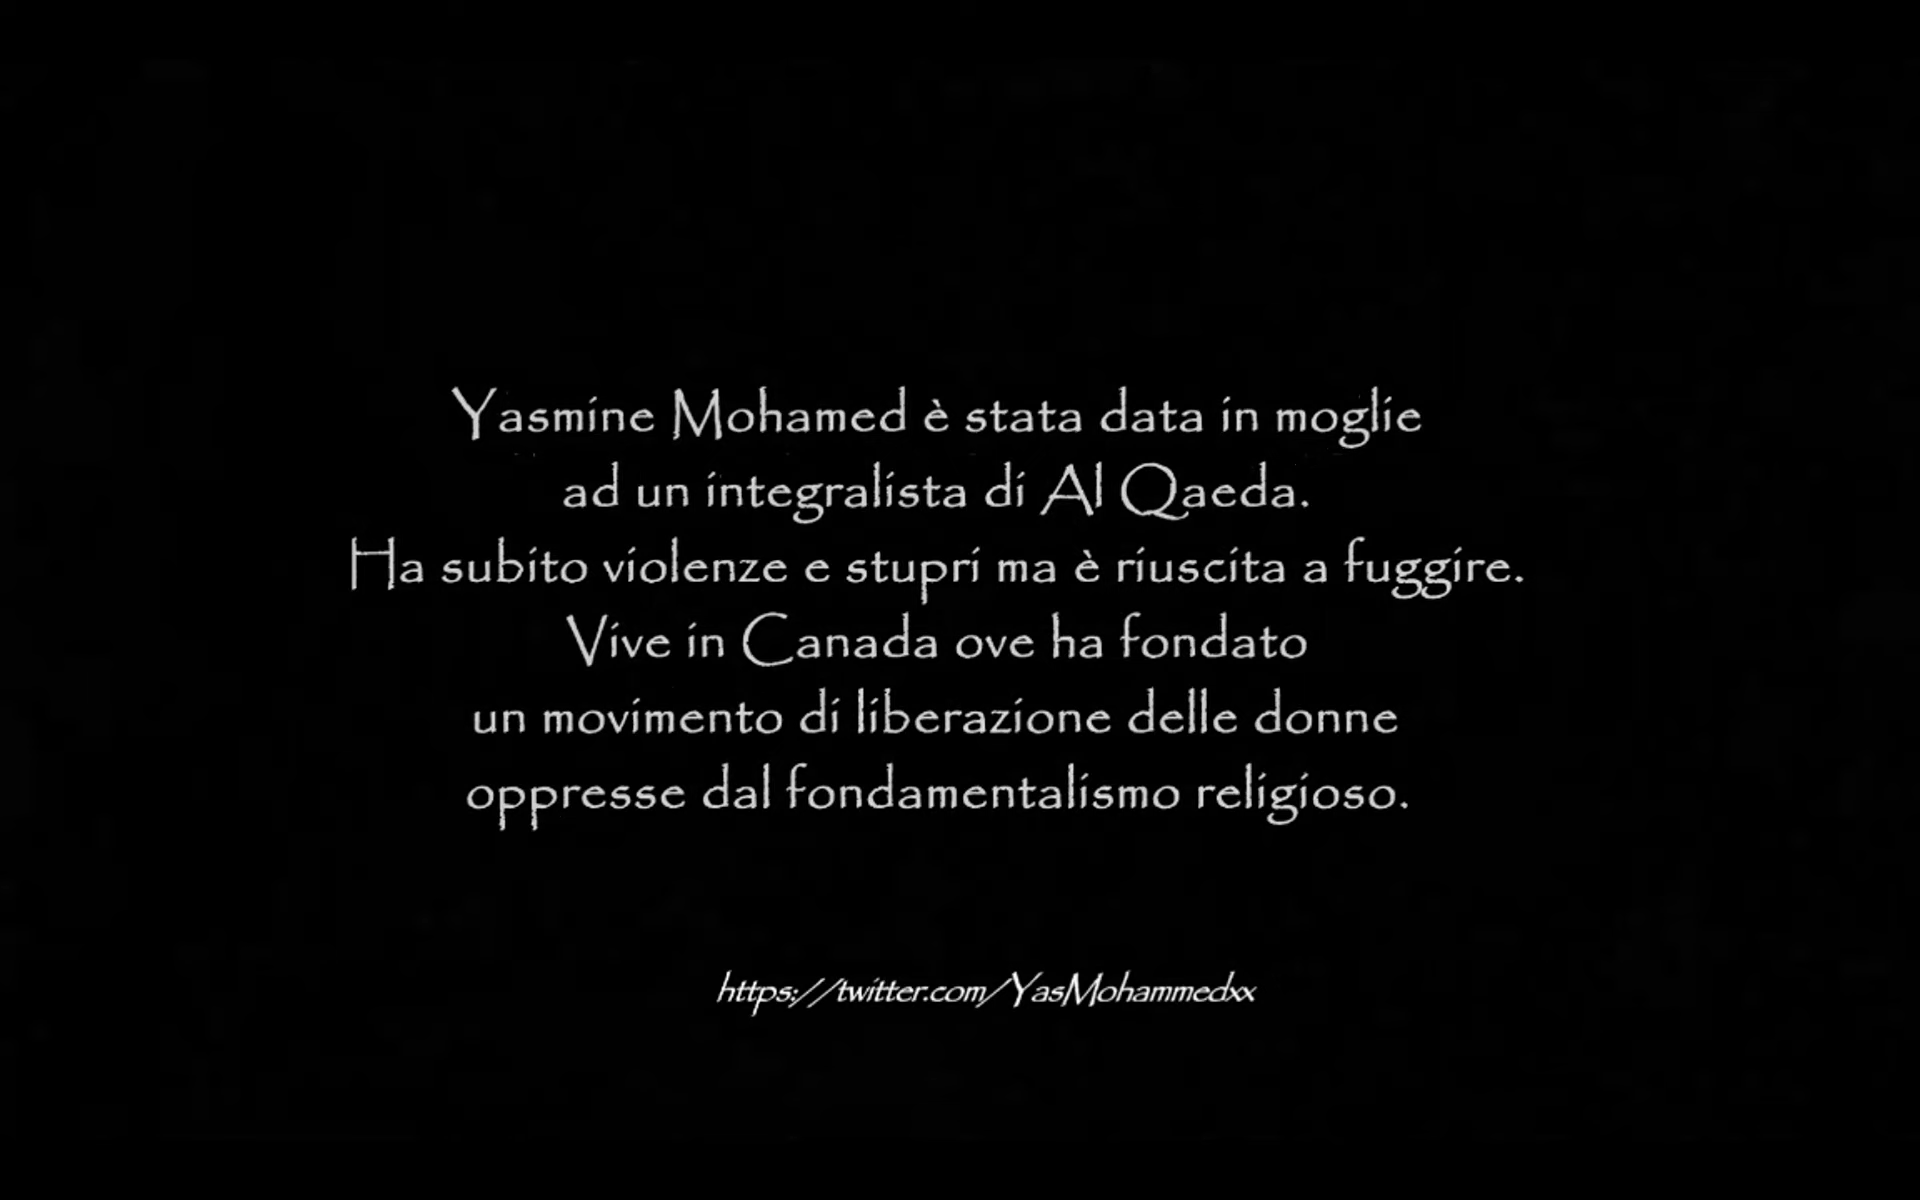 Yasmine Mohamed è stata data in moglie
ad un integralista di Al Qaeda.
Ha subito violenze e stupri ma è riuscita a fuggire.
Vive in Canada ove ha fondato
un movimento di liberazione delle donne
oppresse dal fondamentalismo religioso.
https://twitter.com/YasMohammedxx